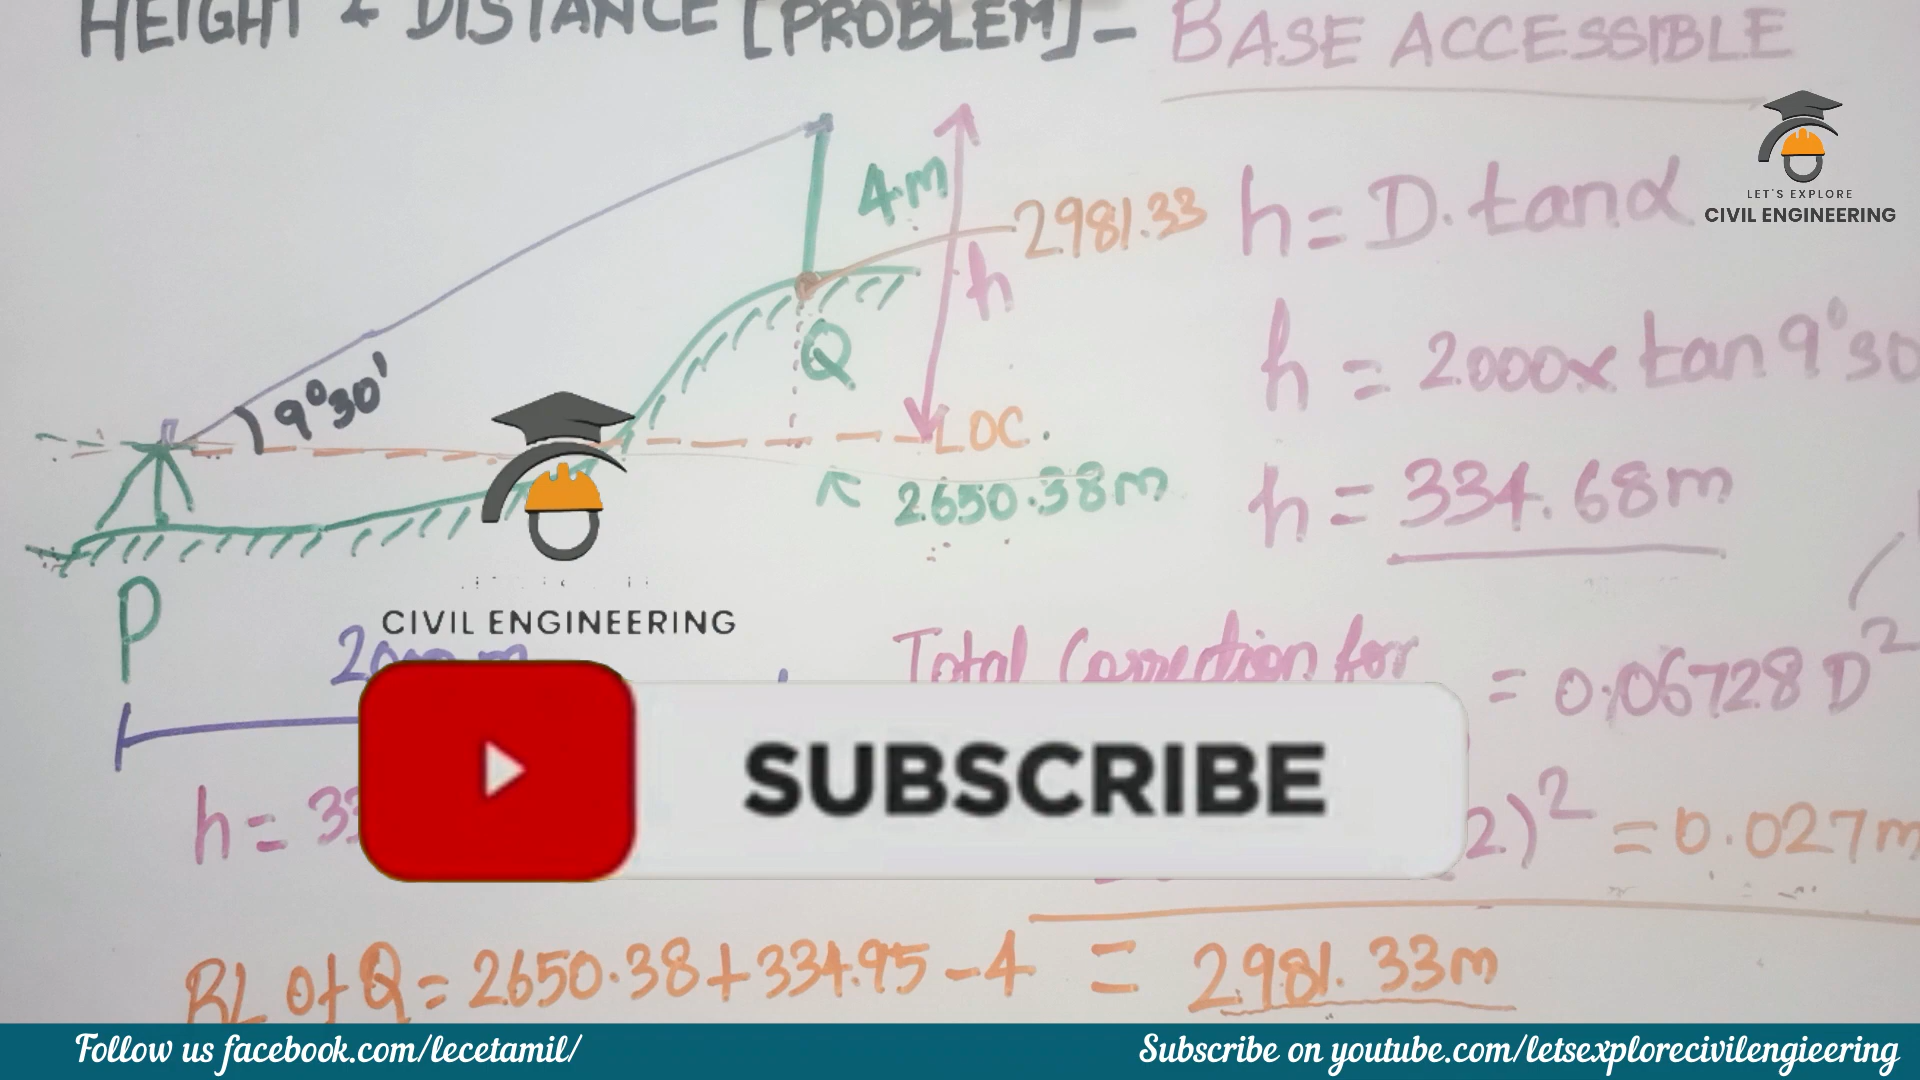 HEIGHT & DISTANCE [PROBLEM] - BASE ACCESSIBLE
LET'S EXPLORE
CIVIL ENGINEERING
4m
2981.33
h = D. tanα
h
Q
h = 2000x tan 9°30
9°30'
LOC.
2650.38m
h = 334.68m
P
CIVIL ENGINEERING
Total Correction for
= 0.06728 D²
SUBSCRIBE
h = 33
2)² = 0.027m
RL of Q = 2650.38 + 334.95 - 4 = 2981.33m
Follow us facebook.com/lecetamil/
Subscribe on youtube.com/letsexplorecivilengieering